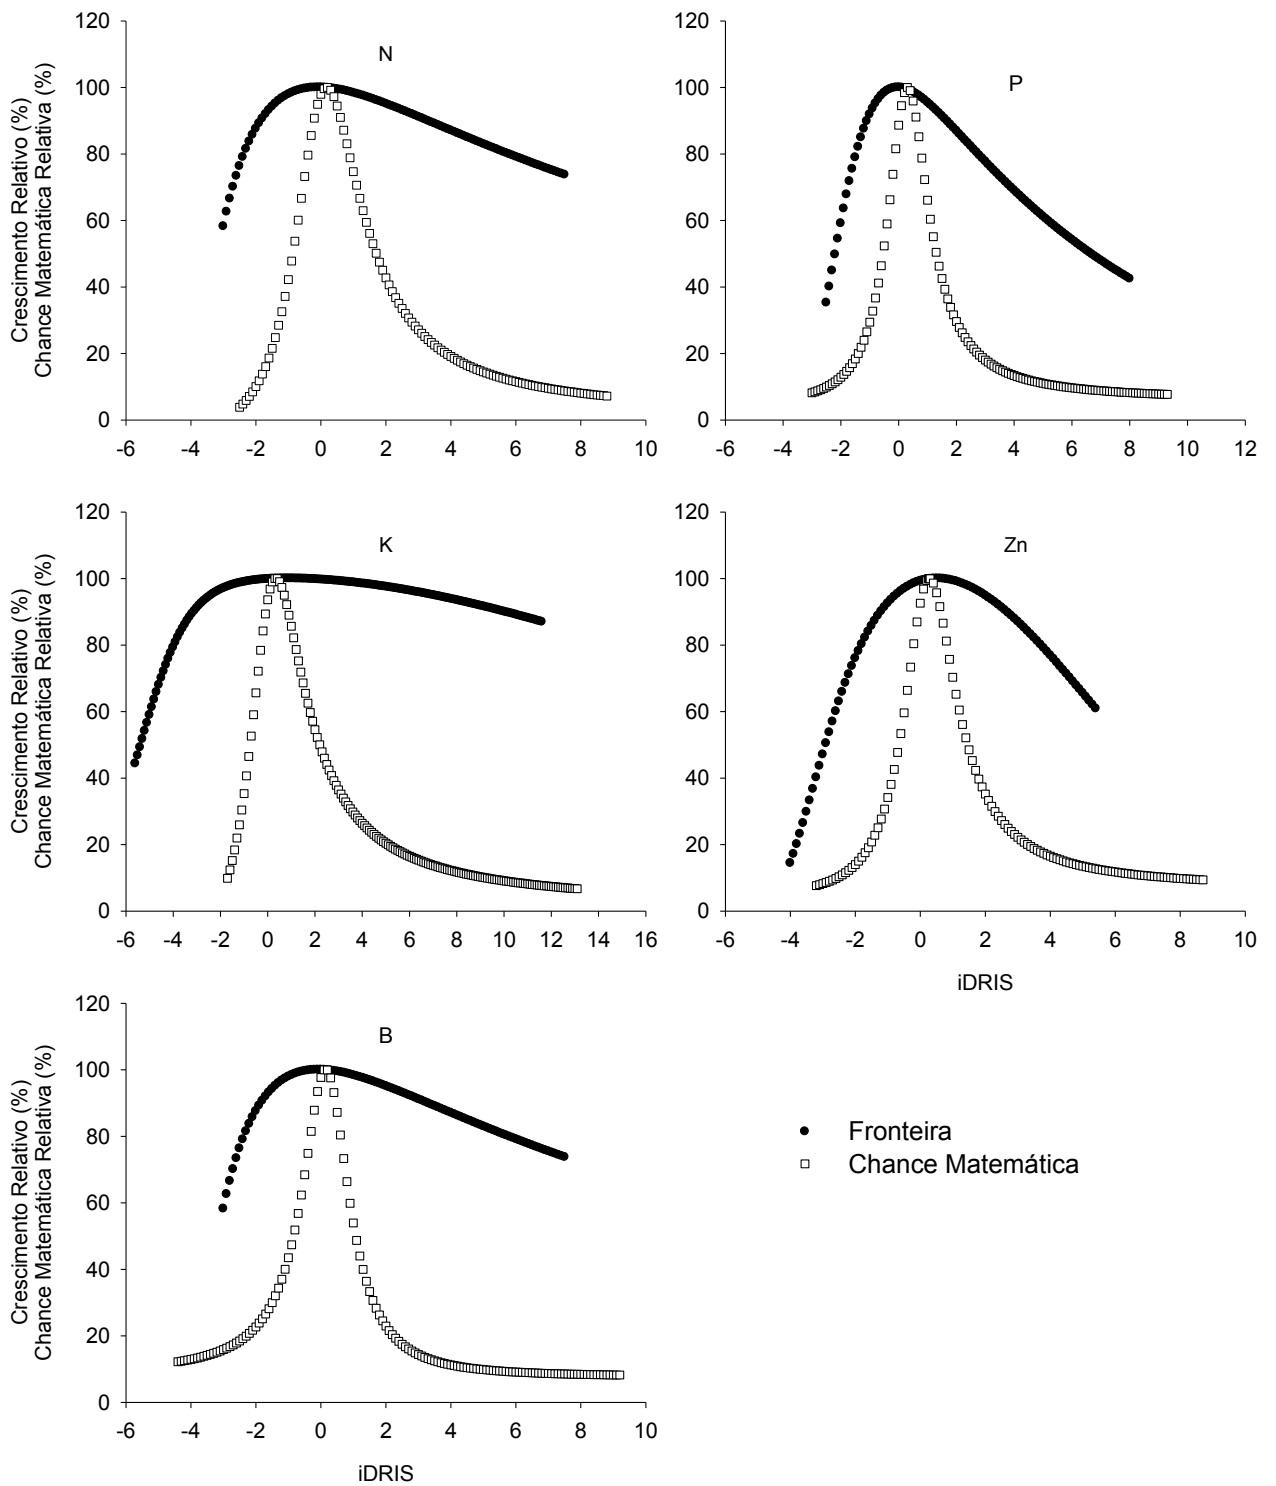 Crescimento Relativo (%)
Chance Matemática Relativa (%)
N
120
100
80
60
40
20
0
-6 -4 -2 0 2 4 6 8 10
P
120
100
80
60
40
20
0
-6 -4 -2 0 2 4 6 8 10 12
Crescimento Relativo (%)
Chance Matemática Relativa (%)
K
120
100
80
60
40
20
0
-6 -4 -2 0 2 4 6 8 10 12 14 16
Zn
120
100
80
60
40
20
0
-6 -4 -2 0 2 4 6 8 10
iDRIS
Crescimento Relativo (%)
Chance Matemática Relativa (%)
B
120
100
80
60
40
20
0
-6 -4 -2 0 2 4 6 8 10
iDRIS
Fronteira
Chance Matemática